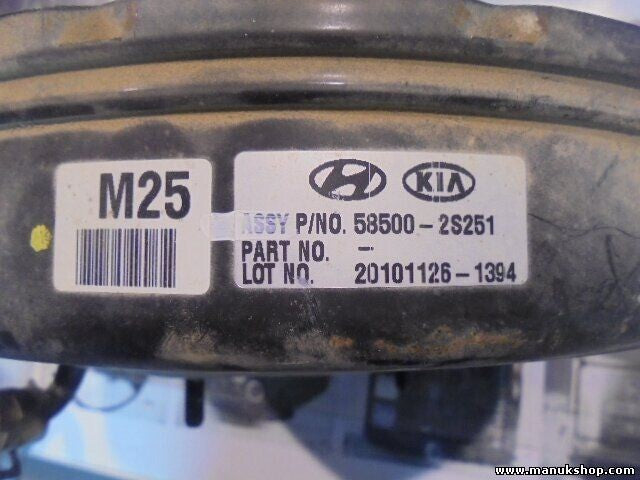 M25
KIA
ASSY P/NO. 58500-2S251
PART NO. -
LOT NO. 20101126-1394
www.manukshop.com